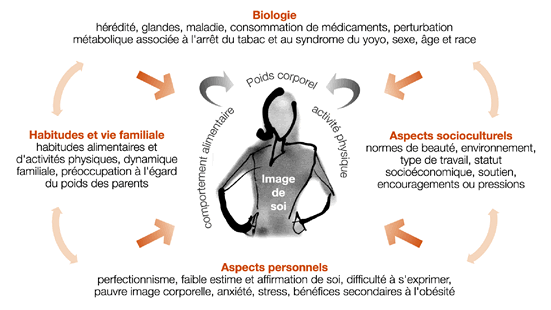 Biologie
hérédité, glandes, maladie, consommation de médicaments, perturbation
métabolique associée à l'arrêt du tabac et au syndrome du yoyo, sexe, âge et race
Poids corporel
comportement alimentaire
activité physique
Habitudes et vie familiale
habitudes alimentaires et
d'activités physiques, dynamique
familiale, préoccupation à l'égard
du poids des parents
Image
de
soi
Aspects socioculturels
normes de beauté, environnement,
type de travail, statut
socioéconomique, soutien,
encouragements ou pressions
Aspects personnels
perfectionnisme, faible estime et affirmation de soi, difficulté à s'exprimer,
pauvre image corporelle, anxiété, stress, bénéfices secondaires à l'obésité